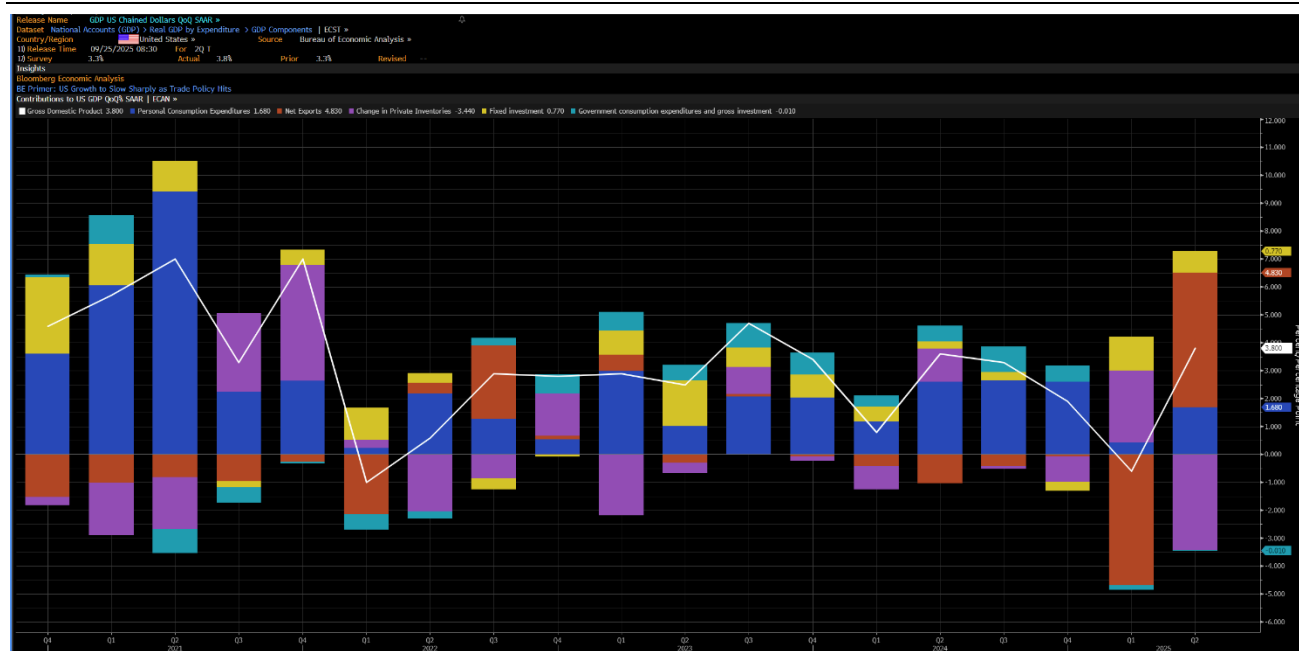 Release Name GDP US Chained Dollars QoQ SAAR »
Dataset National Accounts (GDP) > Real GDP by Expenditure > GDP Components | ECST »
Country/Region United States » Source Bureau of Economic Analysis »
11) Release Time 09/25/2025 08:30 For 2Q T
12) Survey 3.3% Actual 3.8% Prior 3.3% Revised --
Insights
Bloomberg Economic Analysis
BE Primer: US Growth to Slow Sharply as Trade Policy Hits
Contributions to US GDP QoQ% SAAR | ECAN »
Gross Domestic Product 3.800 Personal Consumption Expenditures 1.680 Net Exports 4.830 Change in Private Inventories -3.440 Fixed investment 0.770 Government consumption expenditures and gross investment -0.010
12.000
11.000
10.000
9.000
8.000
0.770
7.000
4.830
6.000
5.000
4.000
3.800
3.000
2.000
1.680
1.000
0.000
-1.000
-2.000
-3.000
-0.010
-4.000
-5.000
-6.000
Percent/Percentage Point
Q4 Q1 Q2 Q3 Q4 Q1 Q2 Q3 Q4 Q1 Q2 Q3 Q4 Q1 Q2 Q3 Q4 Q1 Q2
2021 2022 2023 2024 2025